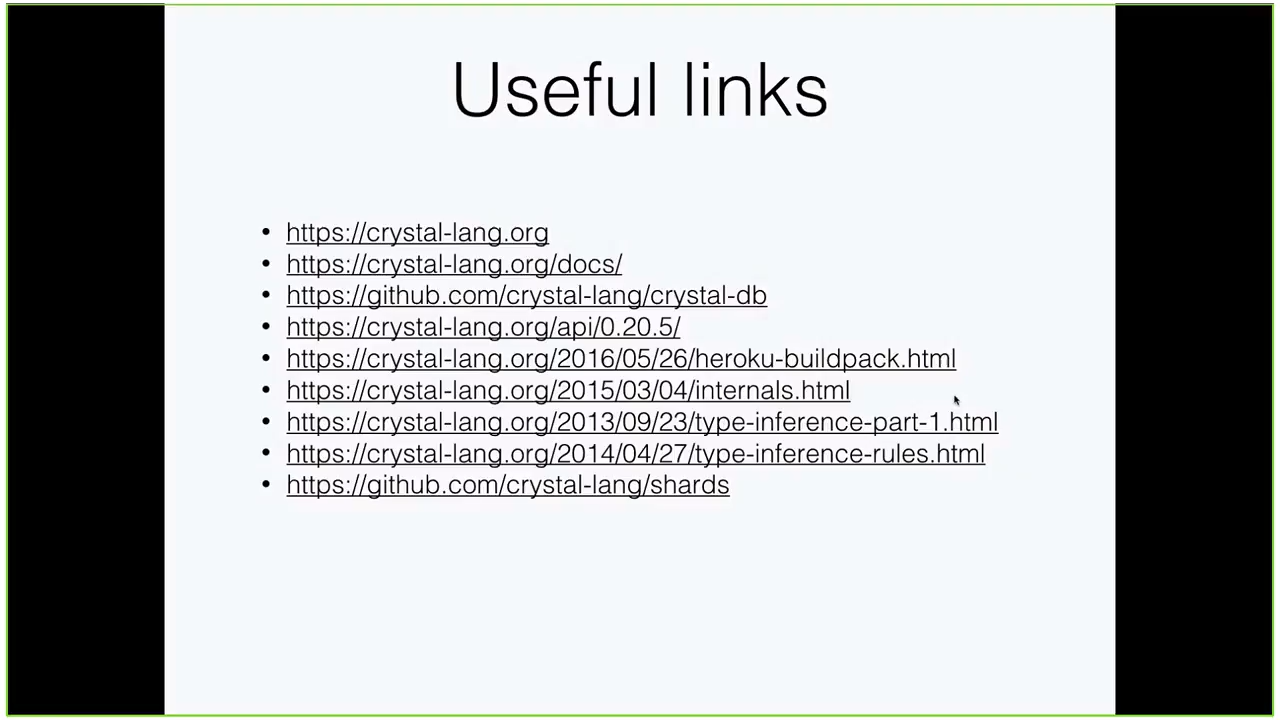 Useful links
• https://crystal-lang.org
• https://crystal-lang.org/docs/
• https://github.com/crystal-lang/crystal-db
• https://crystal-lang.org/api/0.20.5/
• https://crystal-lang.org/2016/05/26/heroku-buildpack.html
• https://crystal-lang.org/2015/03/04/internals.html
• https://crystal-lang.org/2013/09/23/type-inference-part-1.html
• https://crystal-lang.org/2014/04/27/type-inference-rules.html
• https://github.com/crystal-lang/shards